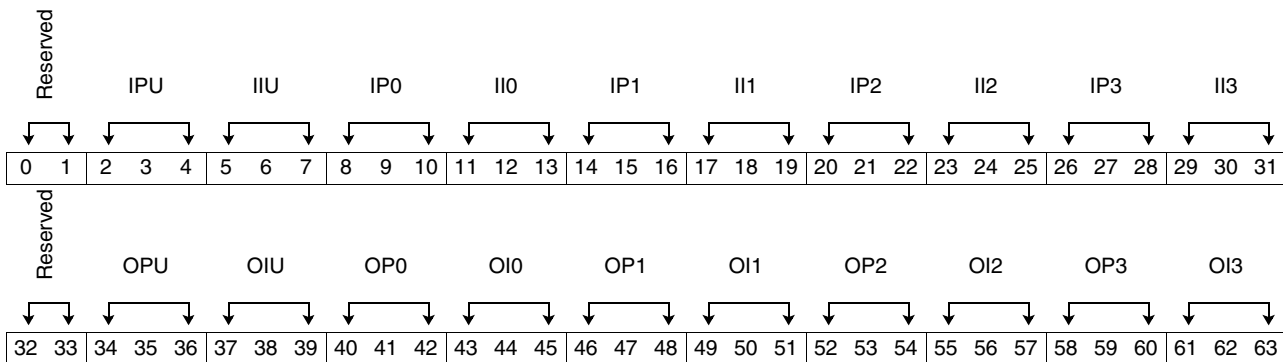 Reserved
IPU IIU IP0 II0 IP1 II1 IP2 II2 IP3 II3
0 1 2 3 4 5 6 7 8 9 10 11 12 13 14 15 16 17 18 19 20 21 22 23 24 25 26 27 28 29 30 31
Reserved
OPU OIU OP0 OI0 OP1 OI1 OP2 OI2 OP3 OI3
32 33 34 35 36 37 38 39 40 41 42 43 44 45 46 47 48 49 50 51 52 53 54 55 56 57 58 59 60 61 62 63